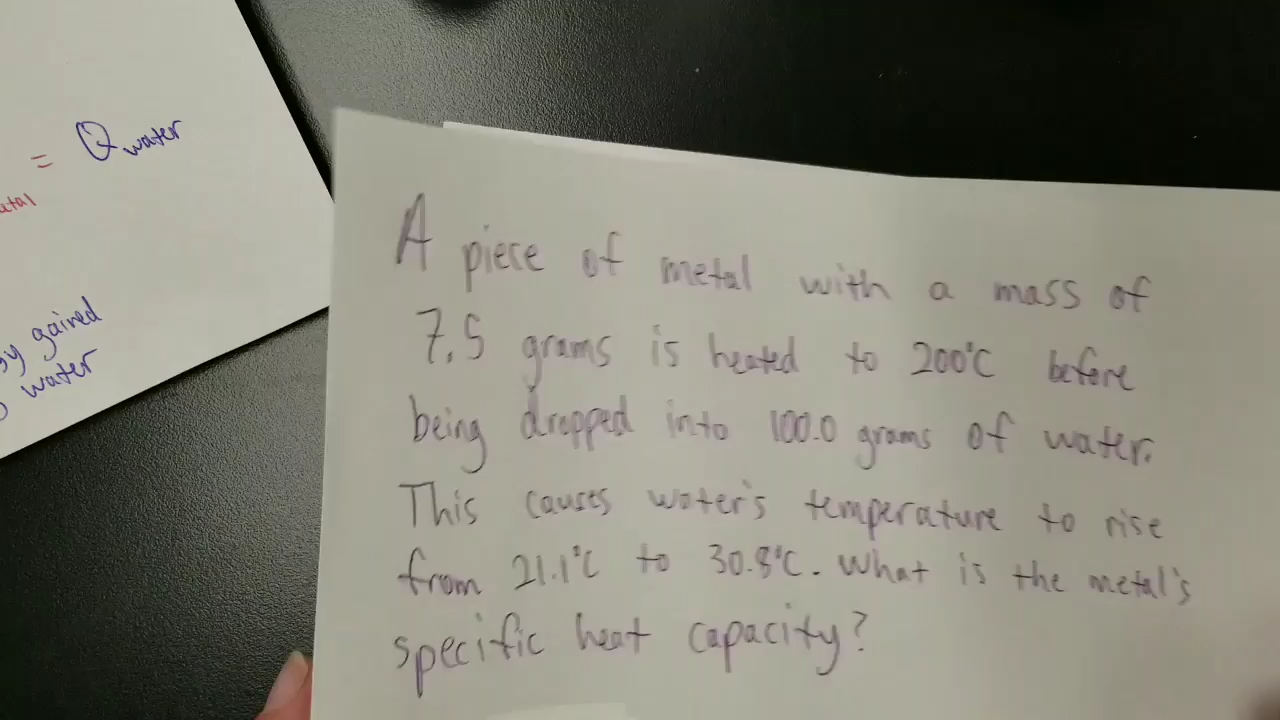 = Q water
etal
gained
water
A piece of metal with a mass of
7.5 grams is heated to 200°C before
being dropped into 100.0 grams of water.
This causes water's temperature to rise
from 21.1°C to 30.8°C. What is the metal's
specific heat capacity?